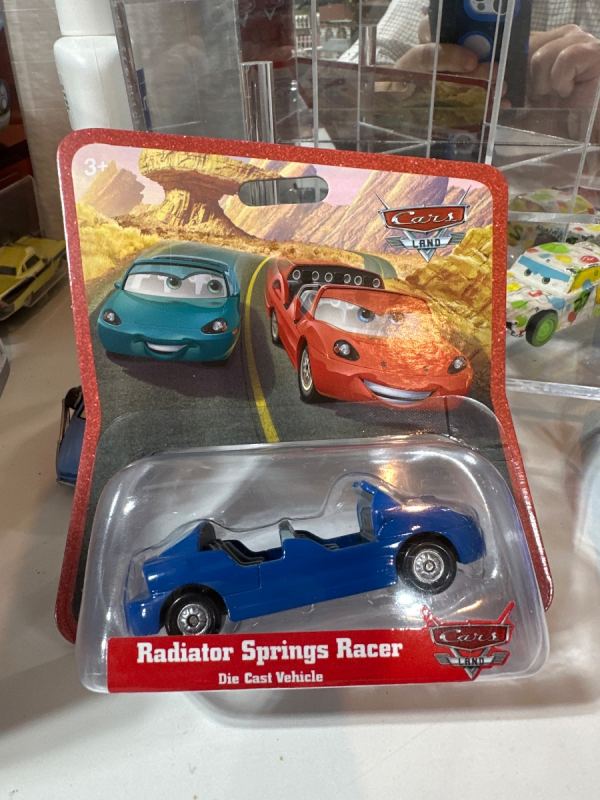 3+
Cars
LAND
Radiator Springs Racer
Die Cast Vehicle
Cars
LAND